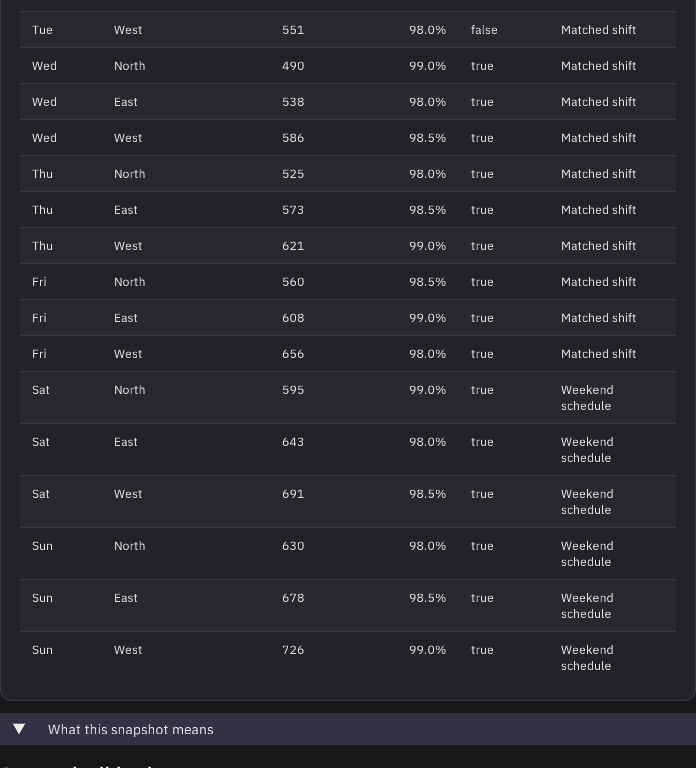 Tue West 551 98.0% false Matched shift
Wed North 490 99.0% true Matched shift
Wed East 538 98.0% true Matched shift
Wed West 586 98.5% true Matched shift
Thu North 525 98.0% true Matched shift
Thu East 573 98.5% true Matched shift
Thu West 621 99.0% true Matched shift
Fri North 560 98.5% true Matched shift
Fri East 608 99.0% true Matched shift
Fri West 656 98.0% true Matched shift
Sat North 595 99.0% true Weekend
schedule
Sat East 643 98.0% true Weekend
schedule
Sat West 691 98.5% true Weekend
schedule
Sun North 630 98.0% true Weekend
schedule
Sun East 678 98.5% true Weekend
schedule
Sun West 726 99.0% true Weekend
schedule
What this snapshot means